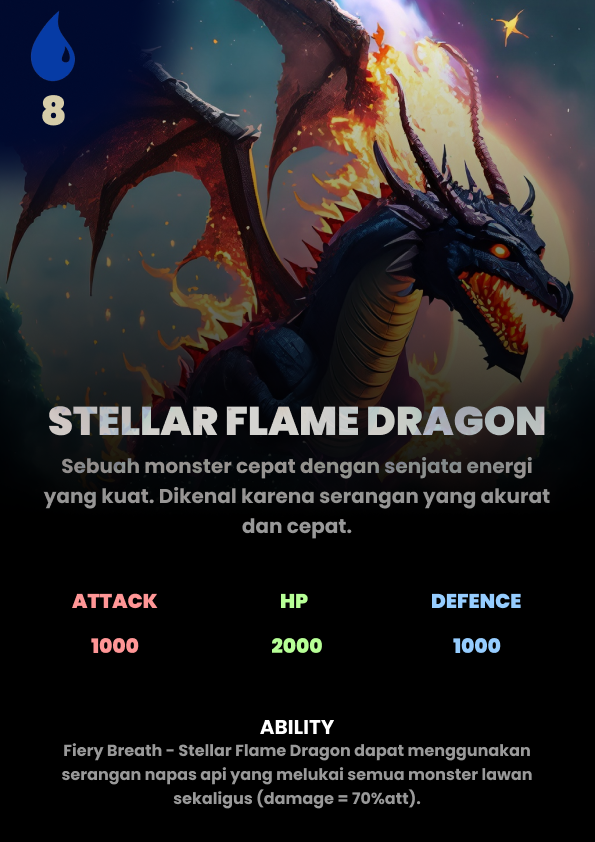 8
STELLAR FLAME DRAGON
Sebuah monster cepat dengan senjata energi
yang kuat. Dikenal karena serangan yang akurat
dan cepat.
ATTACK HP DEFENCE
1000 2000 1000
ABILITY
Fiery Breath - Stellar Flame Dragon dapat menggunakan
serangan napas api yang melukai semua monster lawan
sekaligus (damage = 70%att).